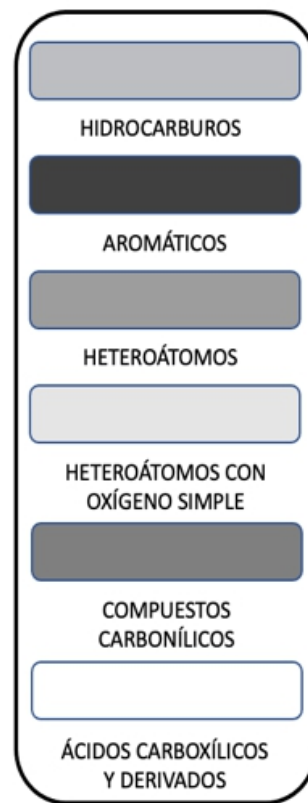 HIDROCARBUROS
AROMÁTICOS
HETEROÁTOMOS
HETEROÁTOMOS CON
OXÍGENO SIMPLE
COMPUESTOS
CARBONÍLICOS
ÁCIDOS CARBOXÍLICOS
Y DERIVADOS